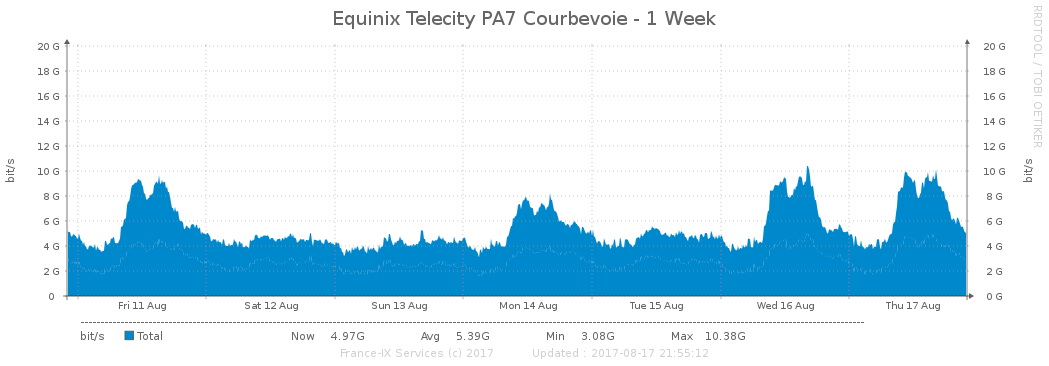 Equinix Telecity PA7 Courbevoie - 1 Week
RRDTOOL / TOBI OETIKER
bit/s
bit/s
20 G 20 G
18 G 18 G
16 G 16 G
14 G 14 G
12 G 12 G
10 G 10 G
8 G 8 G
6 G 6 G
4 G 4 G
2 G 2 G
0 0 G
Fri 11 Aug Sat 12 Aug Sun 13 Aug Mon 14 Aug Tue 15 Aug Wed 16 Aug Thu 17 Aug
bit/s Total Now 4.97G Avg 5.39G Min 3.08G Max 10.38G
France-IX Services (c) 2017 Updated : 2017-08-17 21:55:12